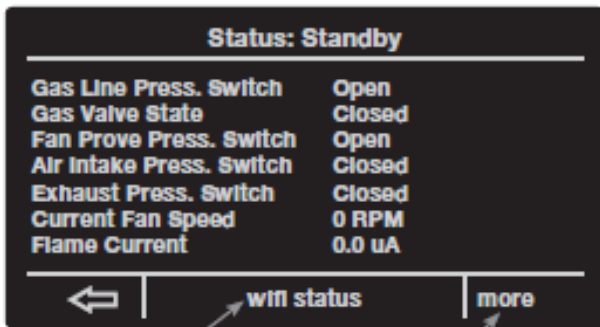 Status: Standby
Gas Line Press. Switch Open
Gas Valve State Closed
Fan Prove Press. Switch Open
Air Intake Press. Switch Closed
Exhaust Press. Switch Closed
Current Fan Speed 0 RPM
Flame Current 0.0 uA
wifi status more